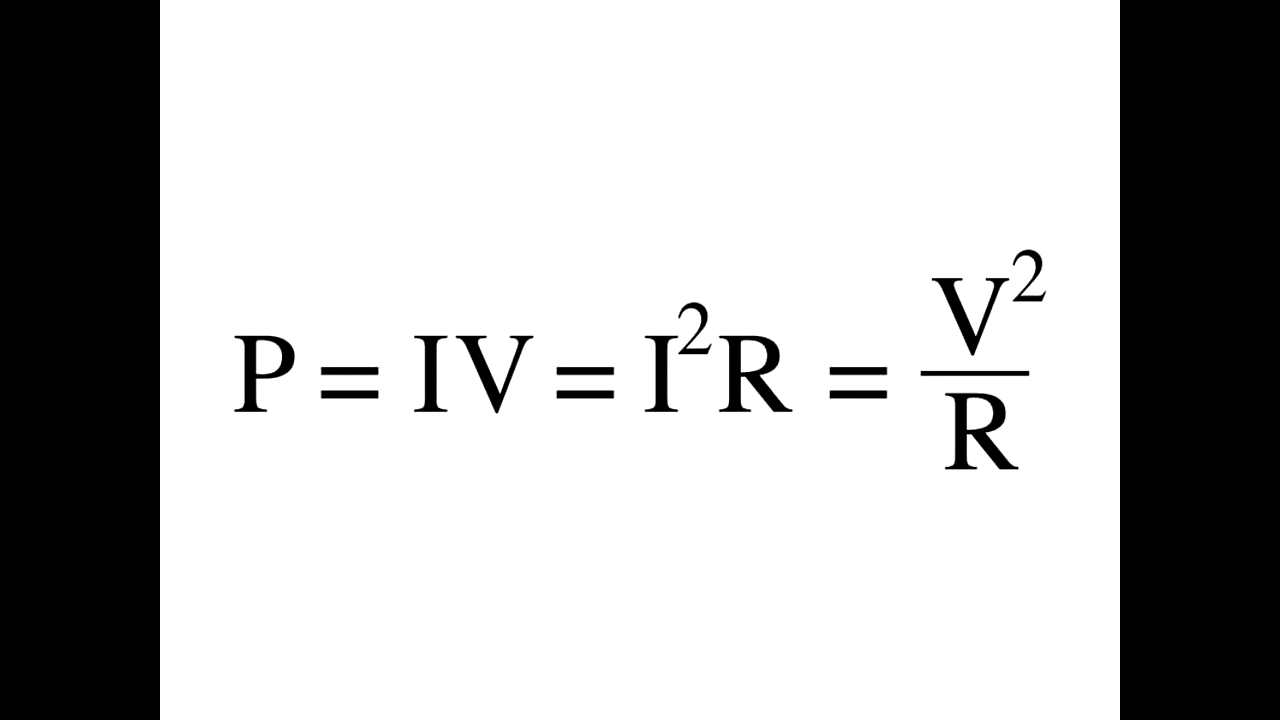 P = IV = I²R = V²/R